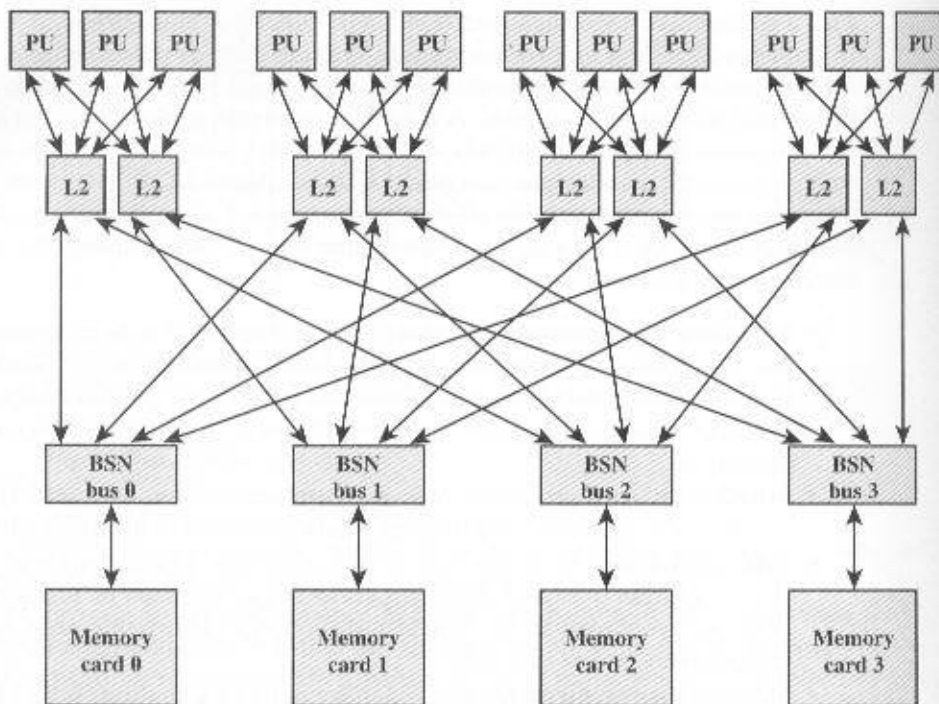 PU PU PU PU PU PU PU PU PU PU PU PU
L2 L2 L2 L2 L2 L2 L2 L2
BSN
bus 0
BSN
bus 1
BSN
bus 2
BSN
bus 3
Memory
card 0
Memory
card 1
Memory
card 2
Memory
card 3